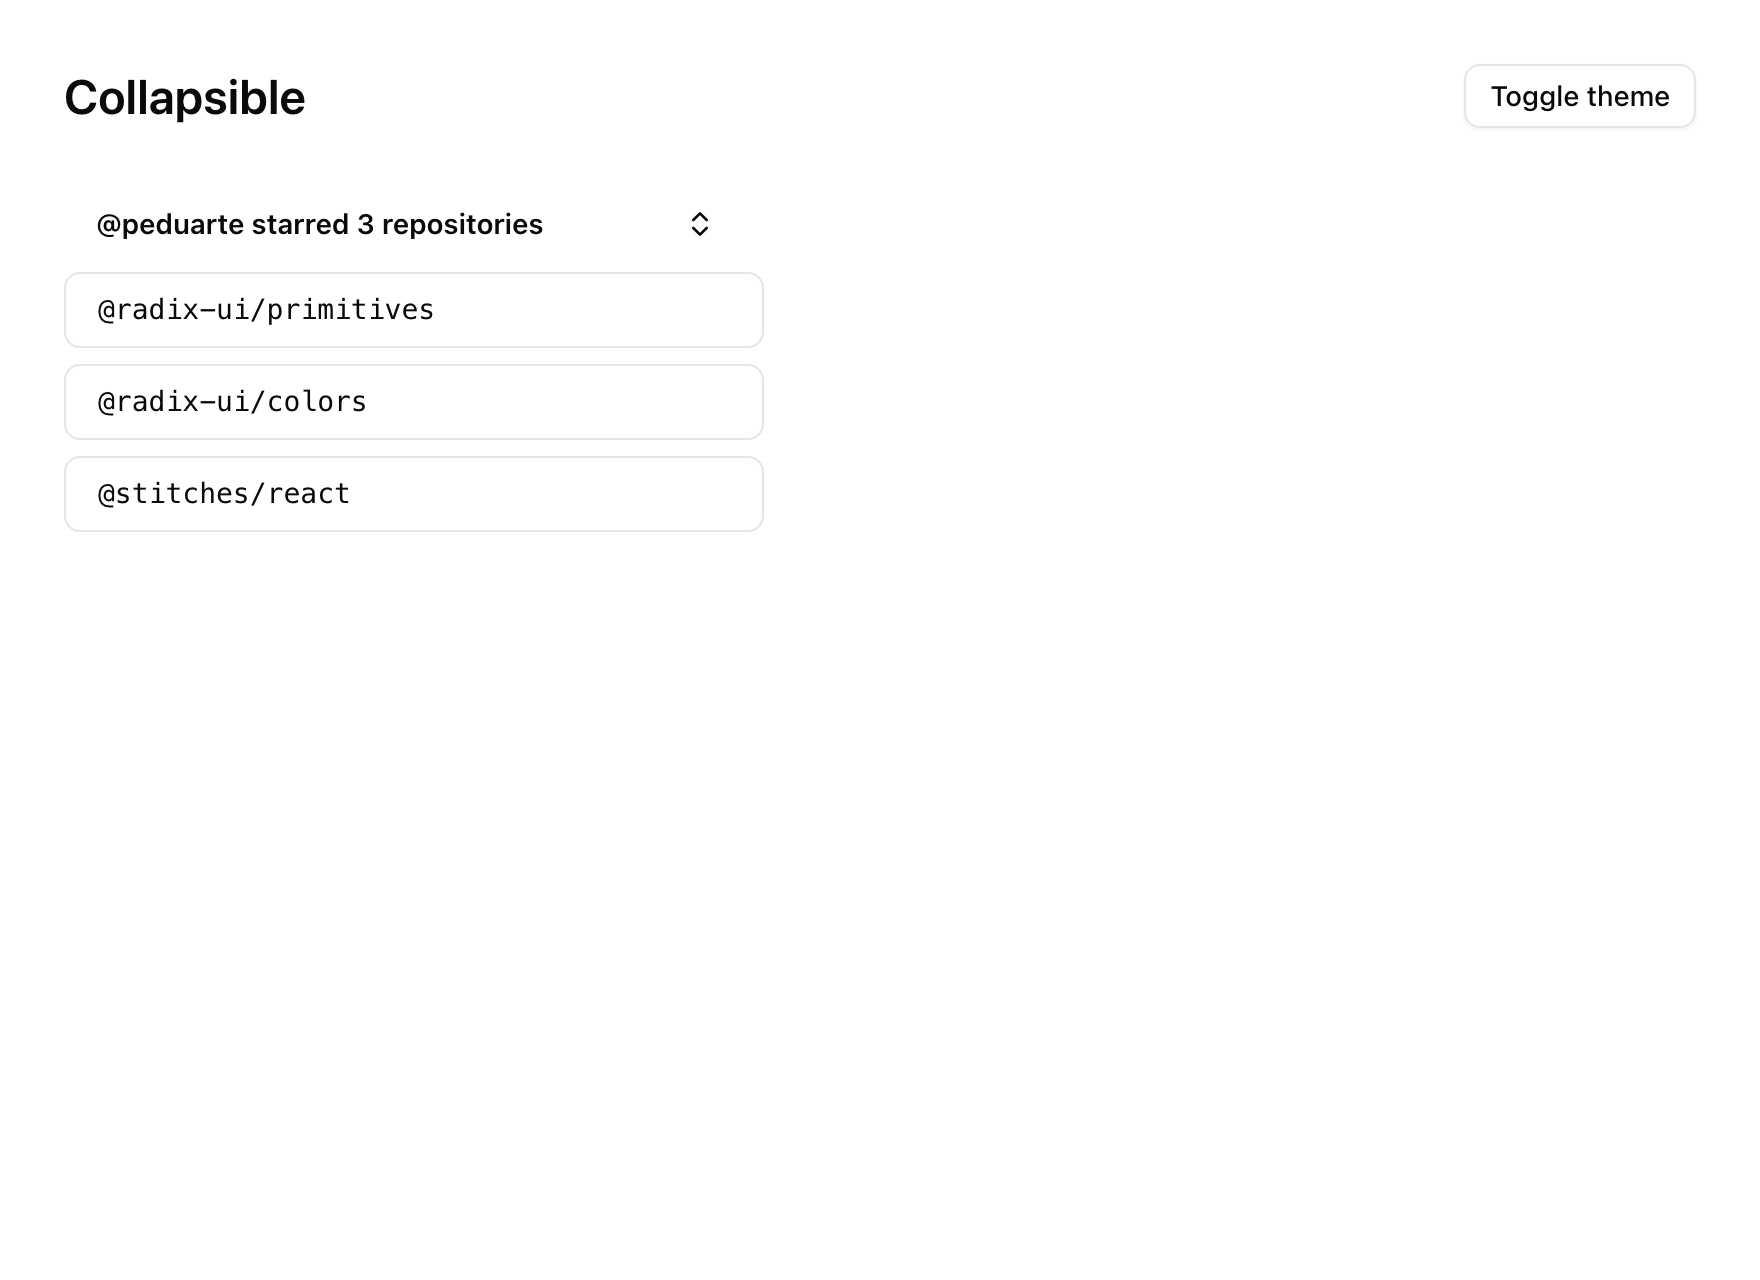 Collapsible
Toggle theme
@peduarte starred 3 repositories
@radix-ui/primitives
@radix-ui/colors
@stitches/react